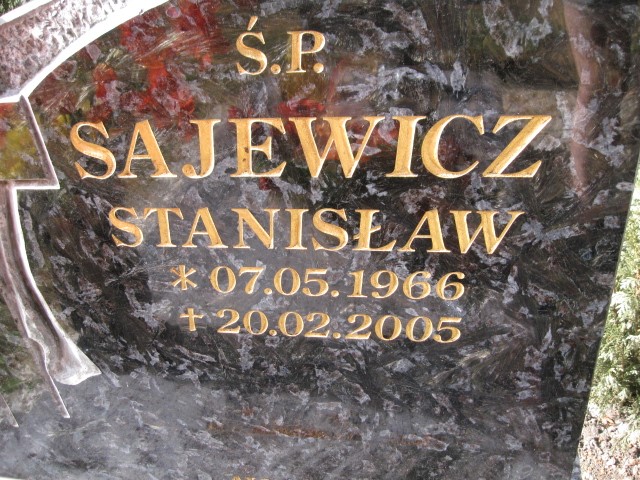 Ś.P.
SAJEWICZ
STANISŁAW
* 07.05.1966
✝ 20.02.2005